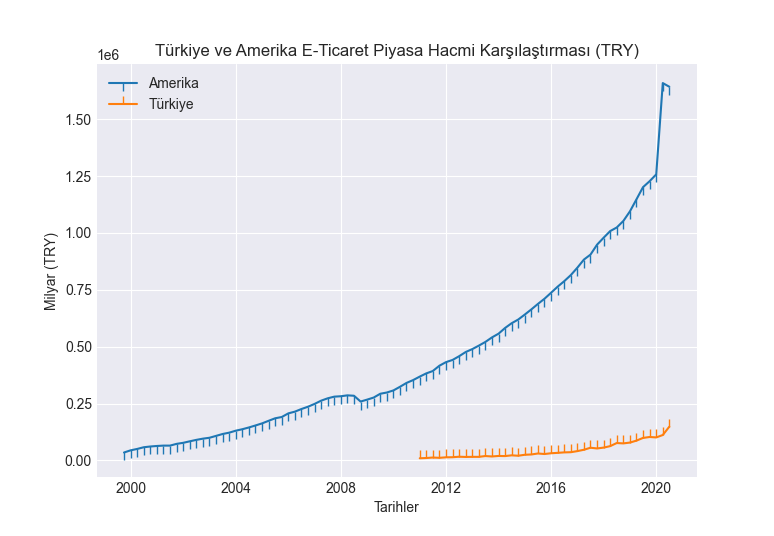 Türkiye ve Amerika E-Ticaret Piyasa Hacmi Karşılaştırması (TRY)
1e6
Amerika
Türkiye
1.50
1.25
1.00
0.75
0.50
0.25
0.00
Milyar (TRY)
2000 2004 2008 2012 2016 2020
Tarihler